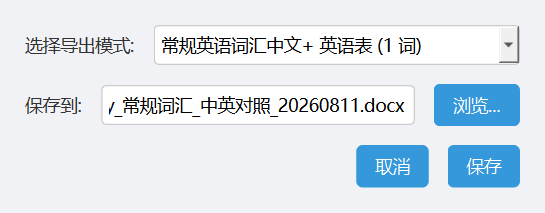 选择导出模式: 常规英语词汇中文+ 英语表 (1 词)
保存到: y_常规词汇_中英对照_20260811.docx 浏览...
取消 保存